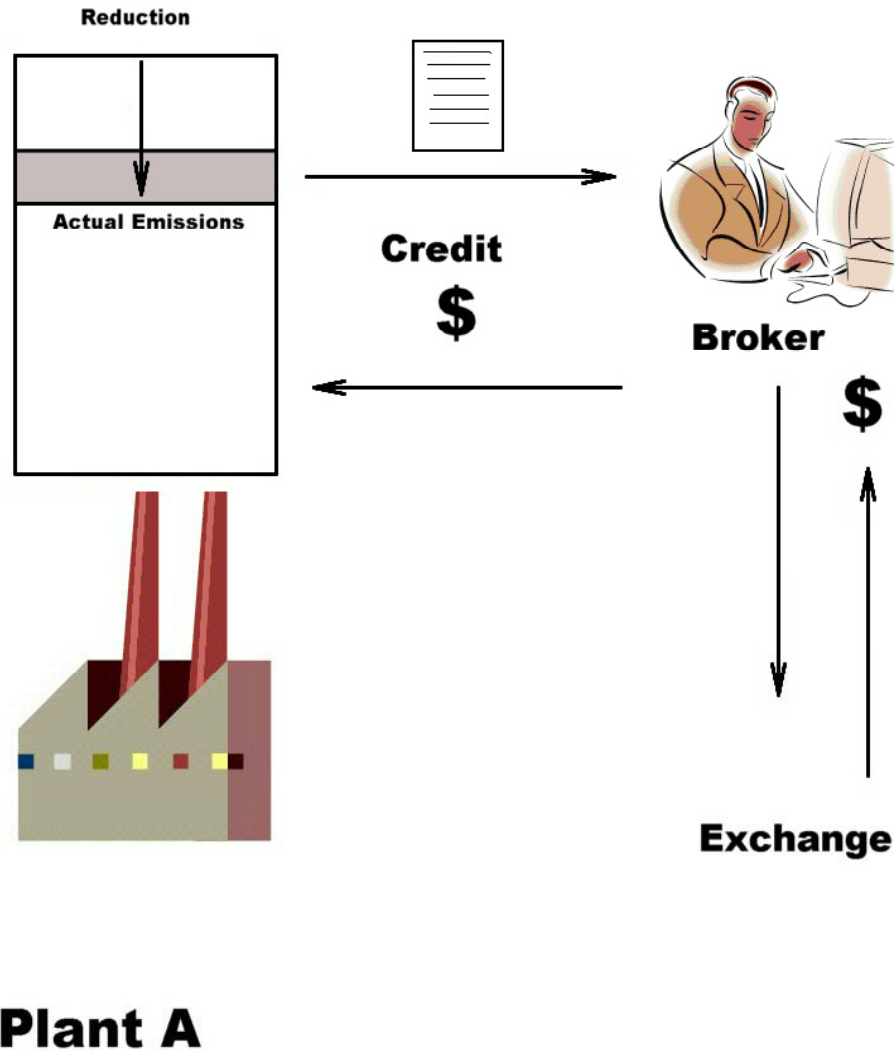 Reduction
Actual Emissions
Credit
$
Broker
$
Exchange
Plant A